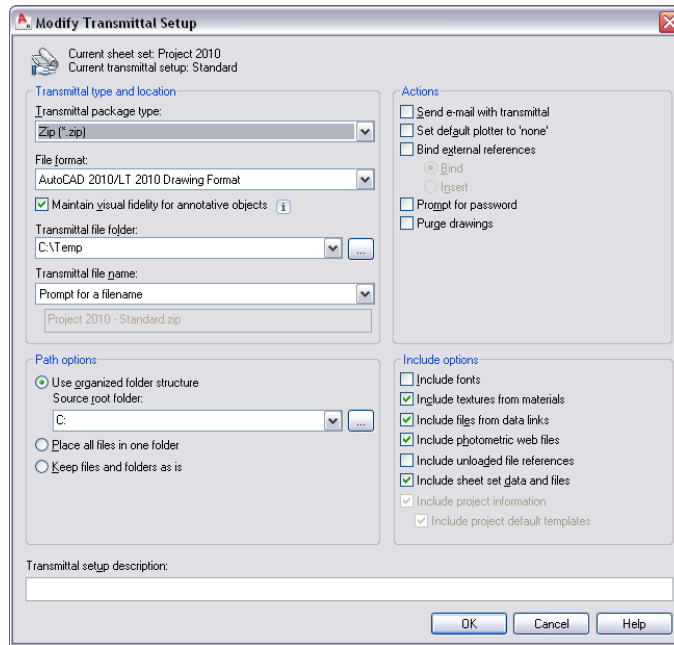 Modify Transmittal Setup
Current sheet set: Project 2010
Current transmittal setup: Standard
Transmittal type and location
Transmittal package type:
Zip (*.zip)
File format:
AutoCAD 2010/LT 2010 Drawing Format
Maintain visual fidelity for annotative objects
Transmittal file folder:
C:\Temp
...
Transmittal file name:
Prompt for a filename
Project 2010 - Standard.zip
Actions
Send e-mail with transmittal
Set default plotter to 'none'
Bind external references
Bind
Insert
Prompt for password
Purge drawings
Path options
Use organized folder structure
Source root folder:
C:
...
Place all files in one folder
Keep files and folders as is
Include options
Include fonts
Include textures from materials
Include files from data links
Include photometric web files
Include unloaded file references
Include sheet set data and files
Include project information
Include project default templates
Transmittal setup description:
OK
Cancel
Help